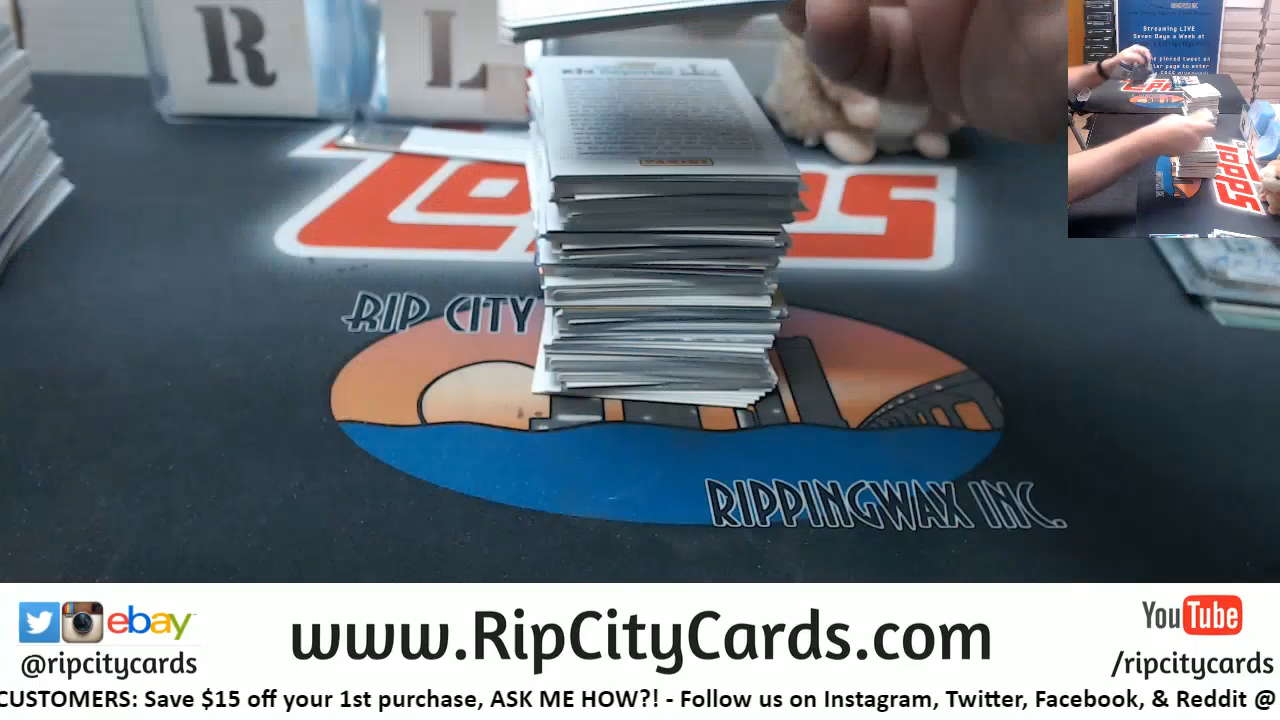 R L
Streaming LIVE
Seven Days a Week at
PANINI
TOPPS
RIP CITY
RIPPINGWAX INC.
ebay
www.RipCityCards.com
YouTube
@ripcitycards
/ripcitycards
CUSTOMERS: Save $15 off your 1st purchase, ASK ME HOW?! - Follow us on Instagram, Twitter, Facebook, & Reddit @